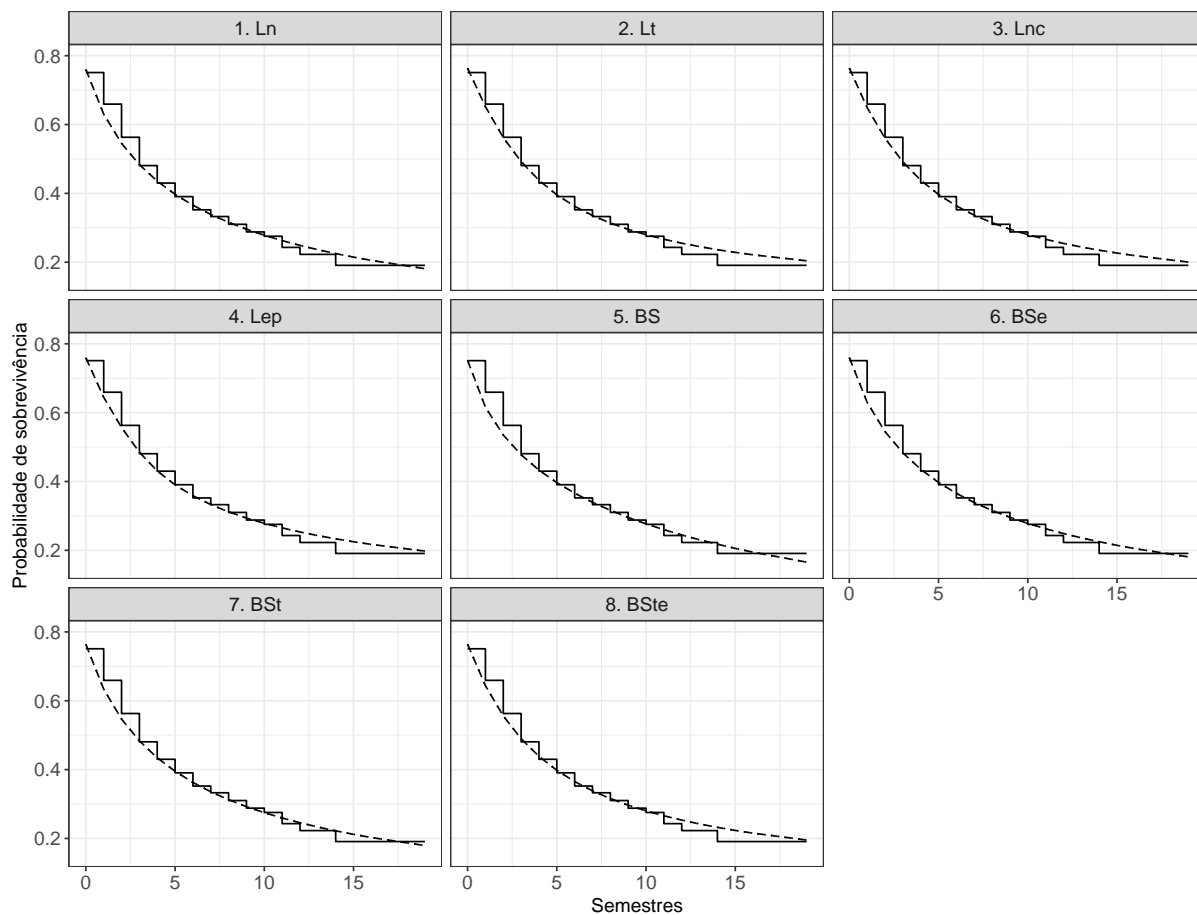 1. Ln
2. Lt
3. Lnc
0.8
0.6
0.4
0.2
4. Lep
5. BS
6. BSe
0.8
0.6
0.4
0.2
0 5 10 15
7. BSt
8. BSte
0.8
0.6
0.4
0.2
0 5 10 15
0 5 10 15
Probabilidade de sobrevivência
Semestres